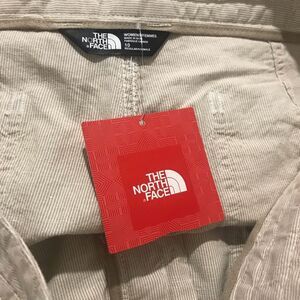 THE
NORTH
FACE
WOMEN/FEMMES
10
THE
NORTH
FACE